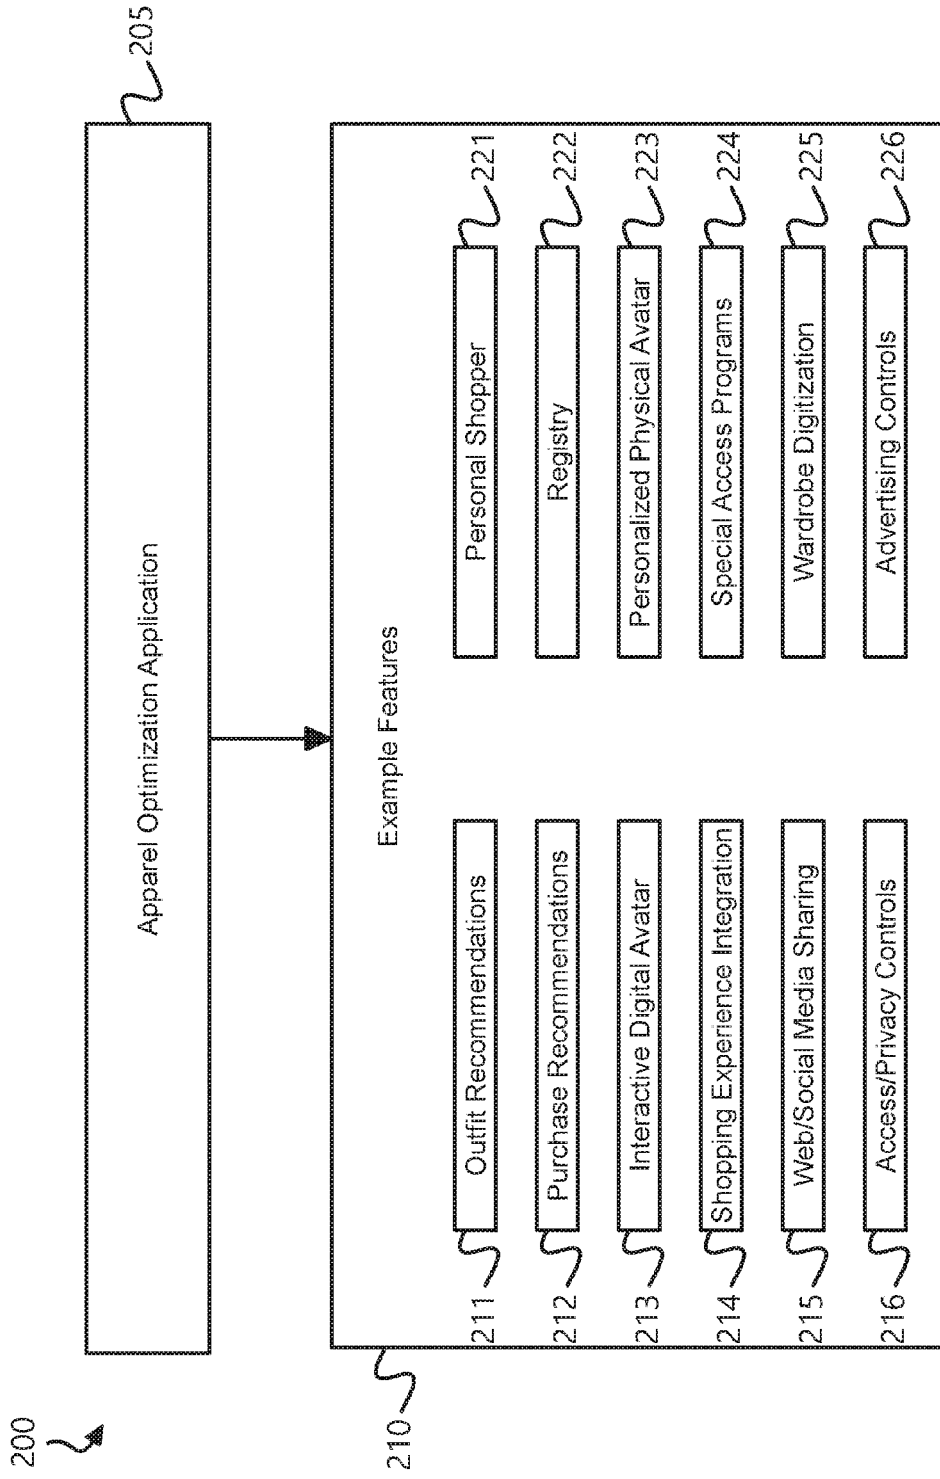 200
205
Apparel Optimization Application
210
Example Features
211
Outfit Recommendations
Personal Shopper
221
212
Purchase Recommendations
Registry
222
213
Interactive Digital Avatar
Personalized Physical Avatar
223
214
Shopping Experience Integration
Special Access Programs
224
215
Web/Social Media Sharing
Wardrobe Digitization
225
216
Access/Privacy Controls
Advertising Controls
226